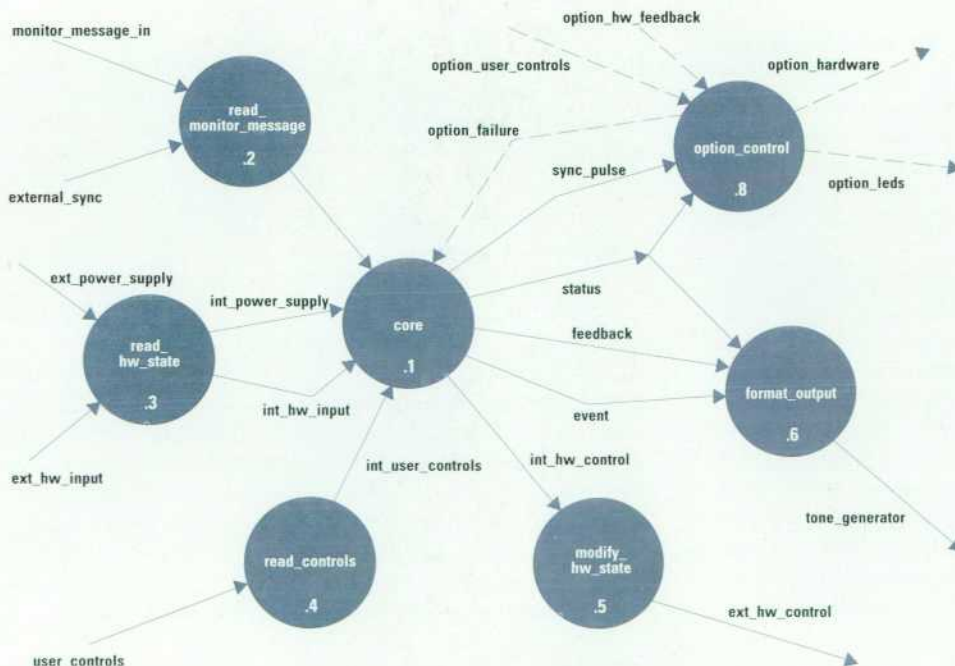 option_hw_feedback
monitor_message_in
option_user_controls
option_hardware
read_
monitor_message
.2
option_failure
option_control
.8
sync_pulse
option_leds
external_sync
ext_power_supply
int_power_supply
status
core
.1
feedback
read_
hw_state
.3
int_hw_input
event
format_output
.6
ext_hw_input
int_user_controls
int_hw_control
tone_generator
read_controls
.4
modify_
hw_state
.5
ext_hw_control
user_controls